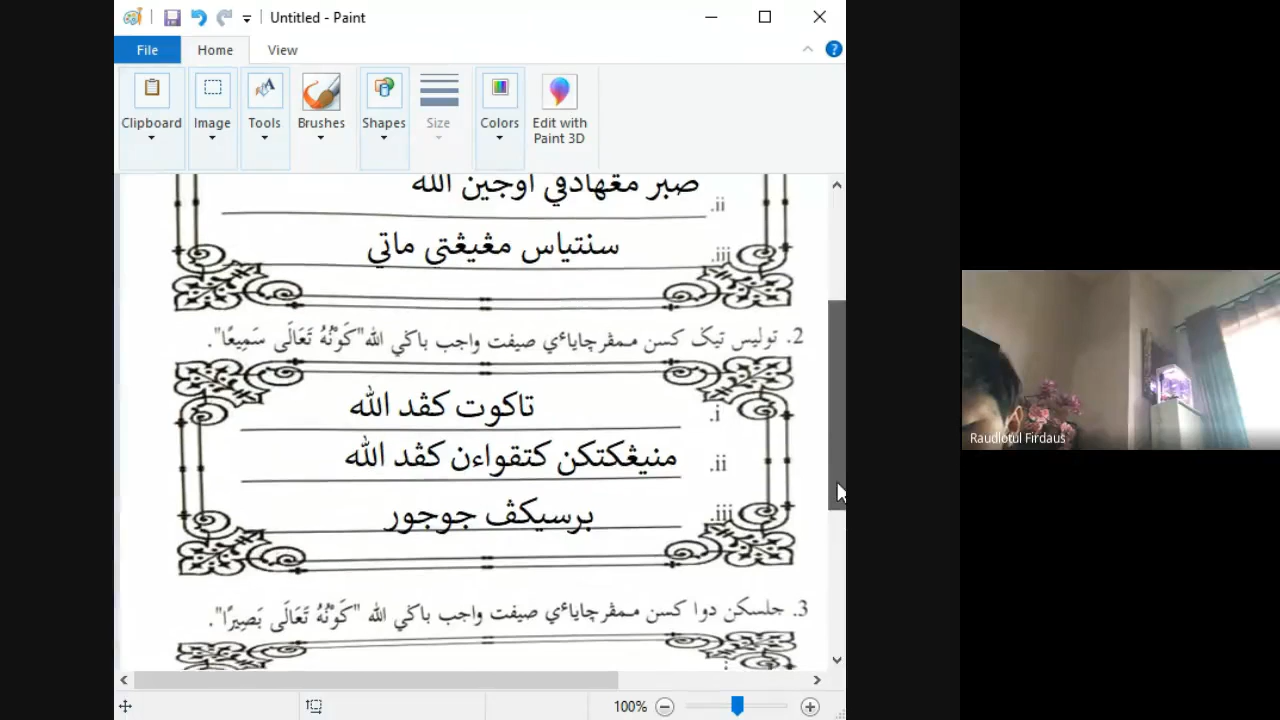 Untitled - Paint
File
Home
View
Clipboard
Image
Tools
Brushes
Shapes
Size
Colors
Edit with
Paint 3D
صبر مڠهادڤي اوجين الله
.ii
سنتياس مڠيڠتي ماتي
.iii
2. توليس تيݢ كسن ممڤرچاياٴي صيفت واجب باݢي الله "كَوْنُهُ تَعَالَى سَمِيعًا".
تاكوت كڤد الله
.i
منيڠكتكن كتقواءن كڤد الله
.ii
برسيكڤ جوجور
.iii
3. جلسكن دوا كسن ممڤرچاياٴي صيفت واجب باݢي الله "كَوْنُهُ تَعَالَى بَصِيرًا".
100%
Raudlotul Firdaus